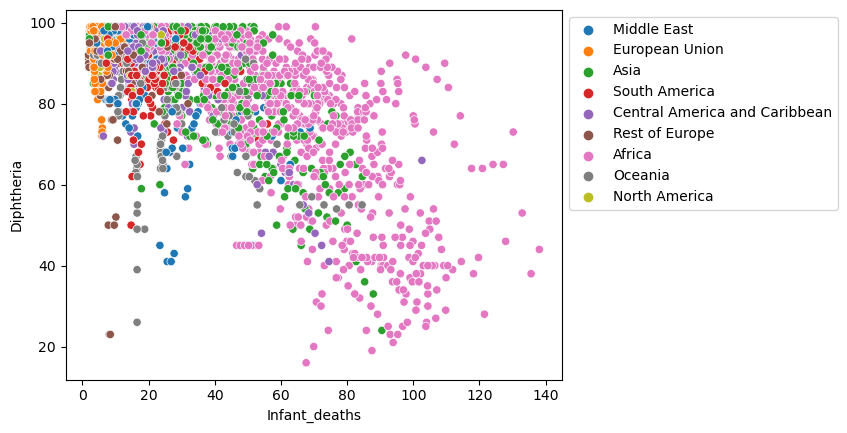 100
80
60
40
20
Diphtheria
0
20
40
60
80
100
120
140
Infant_deaths
Middle East
European Union
Asia
South America
Central America and Caribbean
Rest of Europe
Africa
Oceania
North America